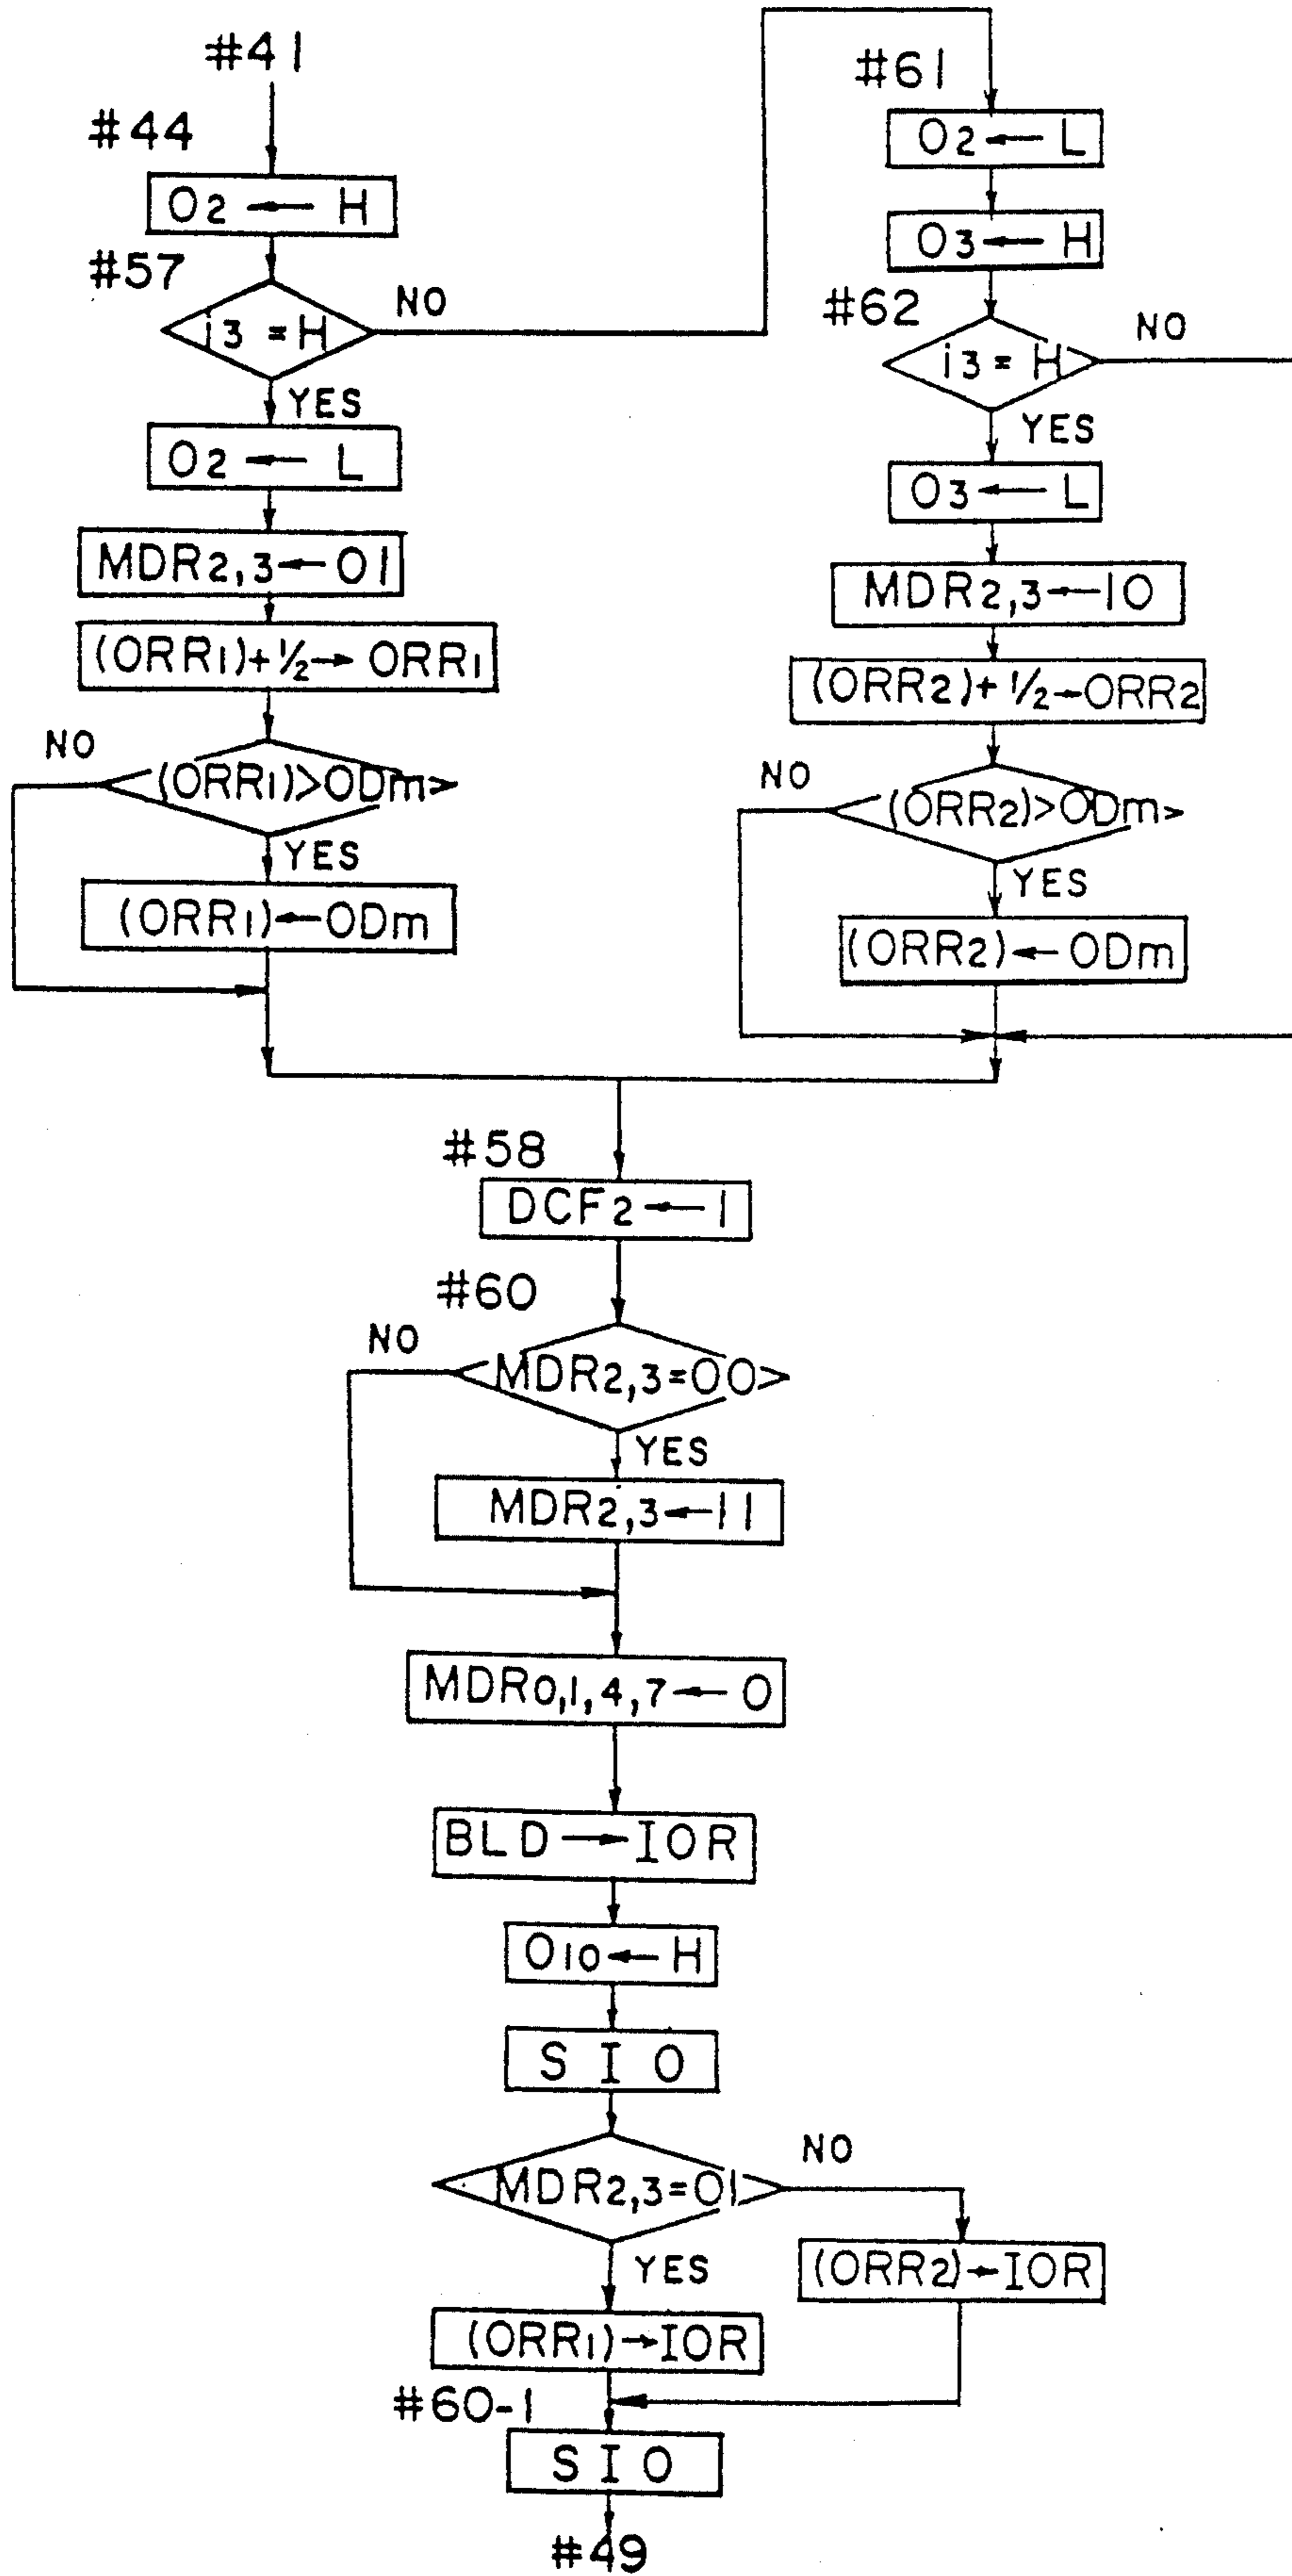 #41
#44
O2 ← H
#57
i3 = H
NO
YES
O2 ← L
MDR2,3 ← 01
(ORR1)+½ → ORR1
NO
(ORR1)>ODm
YES
(ORR1) ← ODm
#61
O2 ← L
O3 ← H
#62
i3 = H
NO
YES
O3 ← L
MDR2,3 ← 10
(ORR2)+½ → ORR2
NO
(ORR2)>ODm
YES
(ORR2) ← ODm
#58
DCF2 ← 1
#60
NO
MDR2,3=00
YES
MDR2,3 ← 11
MDR0,1,4,7 ← 0
BLD → IOR
O10 ← H
SIO
MDR2,3=01
NO
YES
(ORR2) → IOR
(ORR1) → IOR
#60-1
SIO
#49